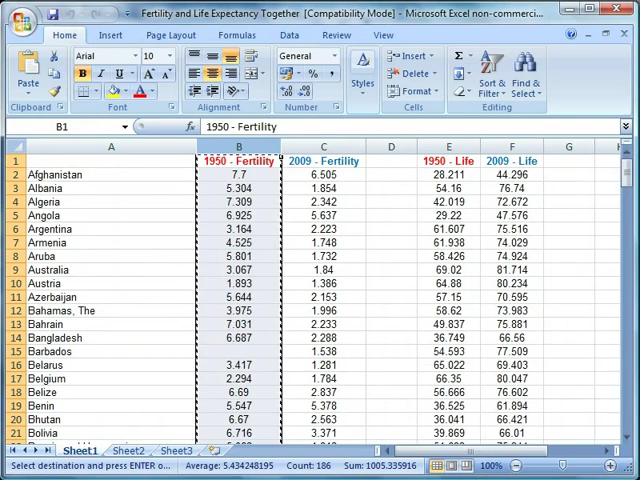 Fertility and Life Expectancy Together [Compatibility Mode] - Microsoft Excel non-commerci...
Home Insert Page Layout Formulas Data Review View
Paste
Clipboard
Arial 10
B I U A A
Font
Alignment
General
$ % ,
Number
Styles
Insert
Delete
Format
Cells
Σ
Sort & Filter
Find & Select
Editing
B1 fx 1950 - Fertility
A B C D E F G H
1 1950 - Fertility 2009 - Fertility 1950 - Life 2009 - Life
2 Afghanistan 7.7 6.505 28.211 44.296
3 Albania 5.304 1.854 54.16 76.74
4 Algeria 7.309 2.342 42.019 72.672
5 Angola 6.925 5.637 29.22 47.576
6 Argentina 3.164 2.223 61.607 75.516
7 Armenia 4.525 1.748 61.938 74.029
8 Aruba 5.801 1.732 58.426 74.924
9 Australia 3.067 1.84 69.02 81.714
10 Austria 1.893 1.386 64.88 80.234
11 Azerbaijan 5.644 2.153 57.15 70.595
12 Bahamas, The 3.975 1.996 58.62 73.983
13 Bahrain 7.031 2.233 49.837 75.881
14 Bangladesh 6.687 2.288 36.749 66.56
15 Barbados 1.538 54.593 77.509
16 Belarus 3.417 1.281 65.022 69.403
17 Belgium 2.294 1.784 66.35 80.047
18 Belize 6.69 2.837 56.666 76.602
19 Benin 5.547 5.378 36.525 61.894
20 Bhutan 6.67 2.563 36.041 66.421
21 Bolivia 6.716 3.371 39.869 66.01
Sheet1 Sheet2 Sheet3
Select destination and press ENTER o... Average: 5.434248195 Count: 186 Sum: 1005.335916 100%